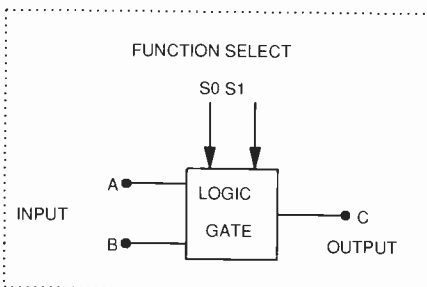 FUNCTION SELECT
S0 S1
A
LOGIC
C
INPUT
GATE
B
OUTPUT